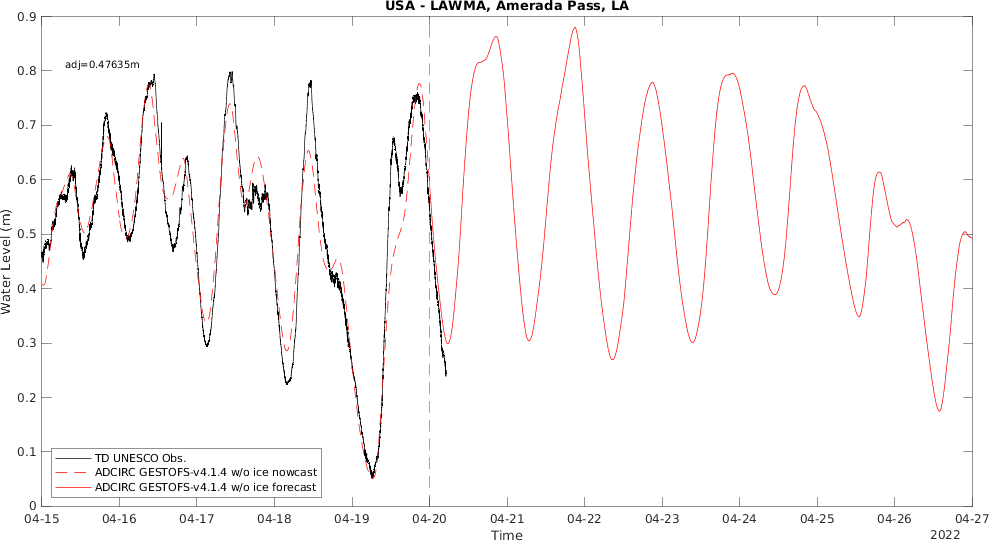 USA - LAWMA, Amerada Pass, LA
adj=0.47635m
Water Level (m)
0.9
0.8
0.7
0.6
0.5
0.4
0.3
0.2
0.1
0
TD UNESCO Obs.
ADCIRC GESTOFS-v4.1.4 w/o ice nowcast
ADCIRC GESTOFS-v4.1.4 w/o ice forecast
04-15 04-16 04-17 04-18 04-19 04-20 04-21 04-22 04-23 04-24 04-25 04-26 04-27
Time
2022